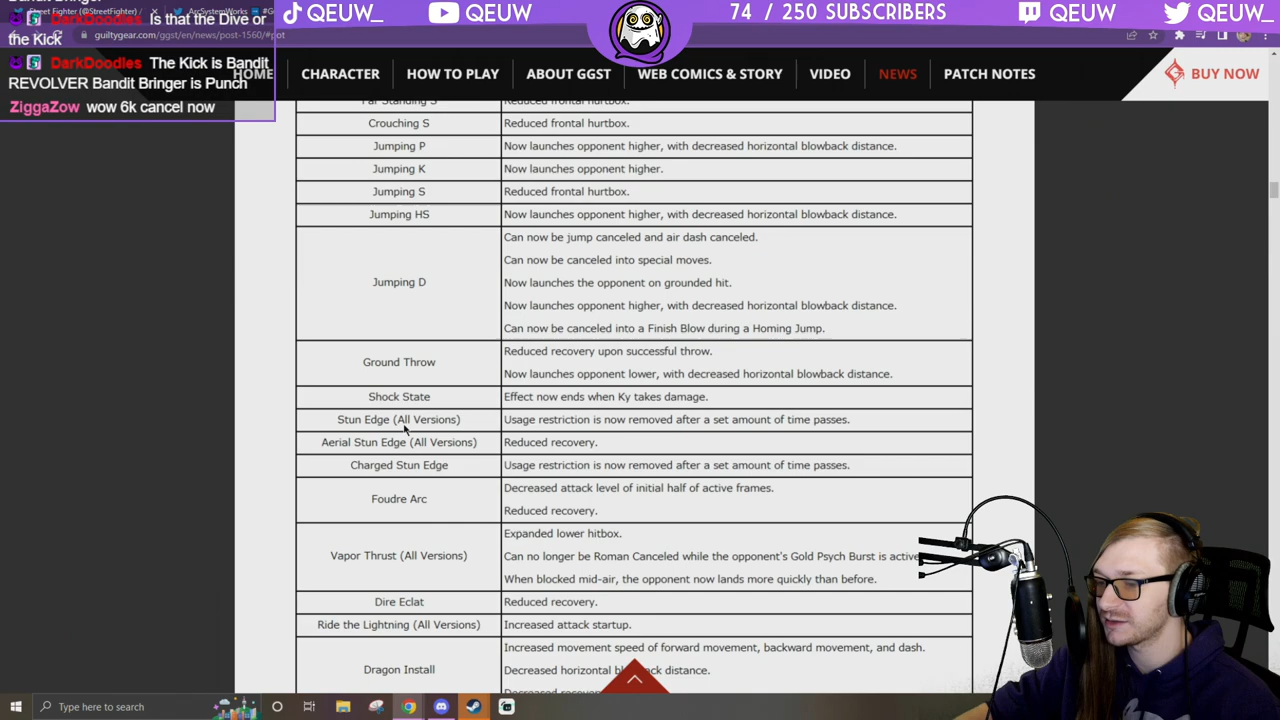 DarkDoodles Is that the Dive or
the Kick
DarkDoodles The Kick is Bandit
REVOLVER Bandit Bringer is Punch
ZiggaZow wow 6k cancel now
QEUW_
QEUW
74 / 250 SUBSCRIBERS
QEUW
QEUW_
Street Fighter (@StreetFighter) /
guiltygear.com/ggst/en/news/post-1560/#pot
HOME
CHARACTER
HOW TO PLAY
ABOUT GGST
WEB COMICS & STORY
VIDEO
NEWS
PATCH NOTES
BUY NOW
Far Standing S
Reduced frontal hurtbox.
Crouching S
Reduced frontal hurtbox.
Jumping P
Now launches opponent higher, with decreased horizontal blowback distance.
Jumping K
Now launches opponent higher.
Jumping S
Reduced frontal hurtbox.
Jumping HS
Now launches opponent higher, with decreased horizontal blowback distance.
Jumping D
Can now be jump canceled and air dash canceled.
Can now be canceled into special moves.
Now launches the opponent on grounded hit.
Now launches opponent higher, with decreased horizontal blowback distance.
Can now be canceled into a Finish Blow during a Homing Jump.
Ground Throw
Reduced recovery upon successful throw.
Now launches opponent lower, with decreased horizontal blowback distance.
Shock State
Effect now ends when Ky takes damage.
Stun Edge (All Versions)
Usage restriction is now removed after a set amount of time passes.
Aerial Stun Edge (All Versions)
Reduced recovery.
Charged Stun Edge
Usage restriction is now removed after a set amount of time passes.
Foudre Arc
Decreased attack level of initial half of active frames.
Reduced recovery.
Vapor Thrust (All Versions)
Expanded lower hitbox.
Can no longer be Roman Canceled while the opponent's Gold Psych Burst is active
When blocked mid-air, the opponent now lands more quickly than before.
Dire Eclat
Reduced recovery.
Ride the Lightning (All Versions)
Increased attack startup.
Dragon Install
Increased movement speed of forward movement, backward movement, and dash.
Decreased horizontal distance.
Type here to search